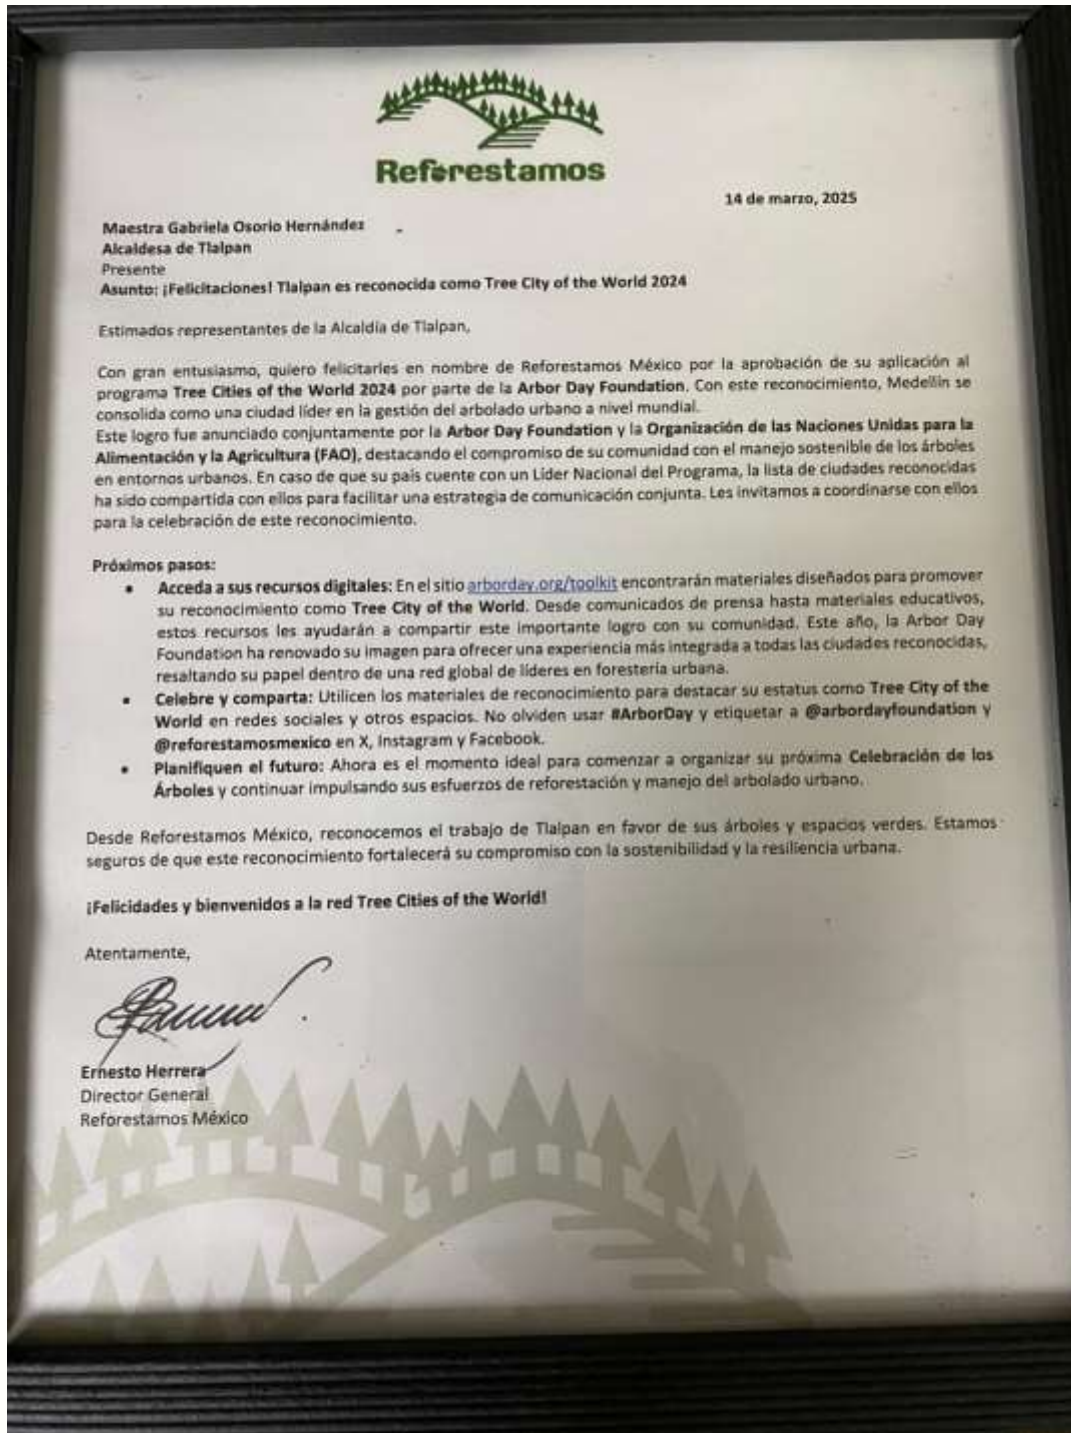 Reforestamos
14 de marzo, 2025
Maestra Gabriela Osorio Hernández
Alcaldesa de Tlalpan
Presente
Asunto: ¡Felicitaciones! Tlalpan es reconocida como Tree City of the World 2024
Estimados representantes de la Alcaldía de Tlalpan,
Con gran entusiasmo, quiero felicitarles en nombre de Reforestamos México por la aprobación de su aplicación al
programa Tree Cities of the World 2024 por parte de la Arbor Day Foundation. Con este reconocimiento, Medellín se
consolida como una ciudad líder en la gestión del arbolado urbano a nivel mundial.
Este logro fue anunciado conjuntamente por la Arbor Day Foundation y la Organización de las Naciones Unidas para la
Alimentación y la Agricultura (FAO), destacando el compromiso de su comunidad con el manejo sostenible de los árboles
en entornos urbanos. En caso de que su país cuente con un Líder Nacional del Programa, la lista de ciudades reconocidas
ha sido compartida con ellos para facilitar una estrategia de comunicación conjunta. Les invitamos a coordinarse con ellos
para la celebración de este reconocimiento.
Próximos pasos:
• Acceda a sus recursos digitales: En el sitio arborday.org/toolkit encontrarán materiales diseñados para promover
su reconocimiento como Tree City of the World. Desde comunicados de prensa hasta materiales educativos,
estos recursos les ayudarán a compartir este importante logro con su comunidad. Este año, la Arbor Day
Foundation ha renovado su imagen para ofrecer una experiencia más integrada a todas las ciudades reconocidas,
resaltando su papel dentro de una red global de líderes en forestería urbana.
• Celebre y comparta: Utilicen los materiales de reconocimiento para destacar su estatus como Tree City of the
World en redes sociales y otros espacios. No olviden usar #ArborDay y etiquetar a @arbordayfoundation y
@reforestamosmexico en X, Instagram y Facebook.
• Planifiquen el futuro: Ahora es el momento ideal para comenzar a organizar su próxima Celebración de los
Árboles y continuar impulsando sus esfuerzos de reforestación y manejo del arbolado urbano.
Desde Reforestamos México, reconocemos el trabajo de Tlalpan en favor de sus árboles y espacios verdes. Estamos
seguros de que este reconocimiento fortalecerá su compromiso con la sostenibilidad y la resiliencia urbana.
¡Felicidades y bienvenidos a la red Tree Cities of the World!
Atentamente,
Ernesto Herrera
Director General
Reforestamos México